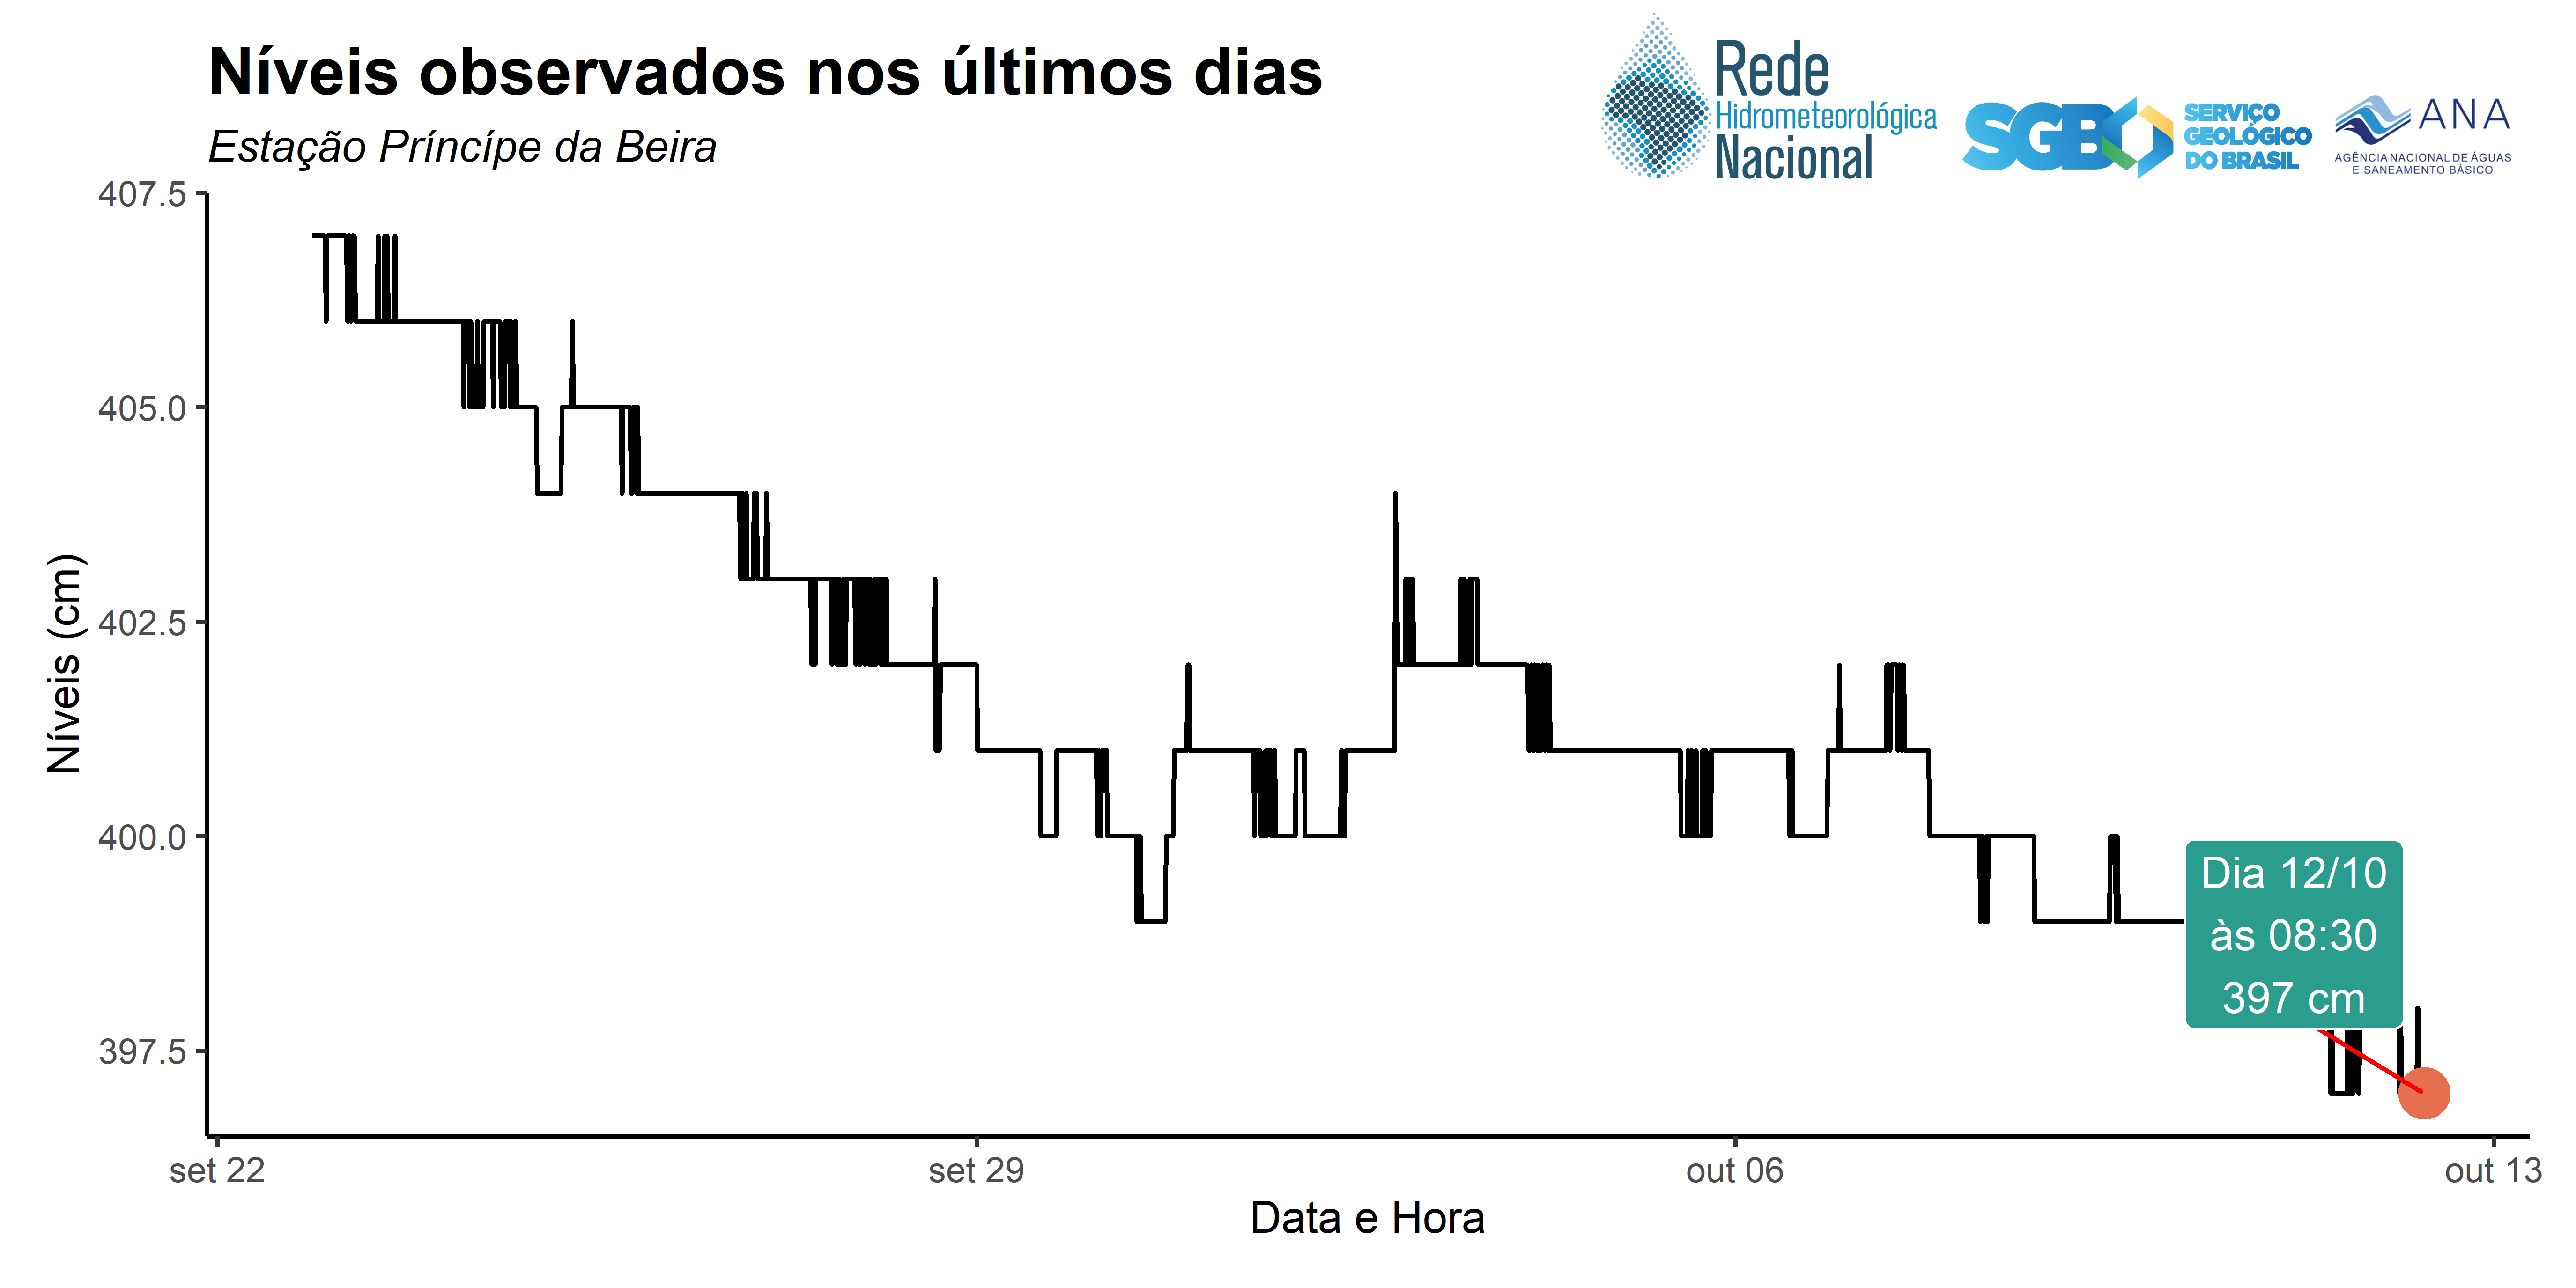 Níveis observados nos últimos dias
Estação Príncípe da Beira
Rede
Hidrometeorológica
Nacional
SGB
SERVIÇO
GEOLÓGICO
DO BRASIL
ANA
AGÊNCIA NACIONAL DE ÁGUAS
E SANEAMENTO BÁSICO
407.5
405.0
402.5
400.0
397.5
Níveis (cm)
Dia 12/10
às 08:30
397 cm
set 22
set 29
out 06
out 13
Data e Hora